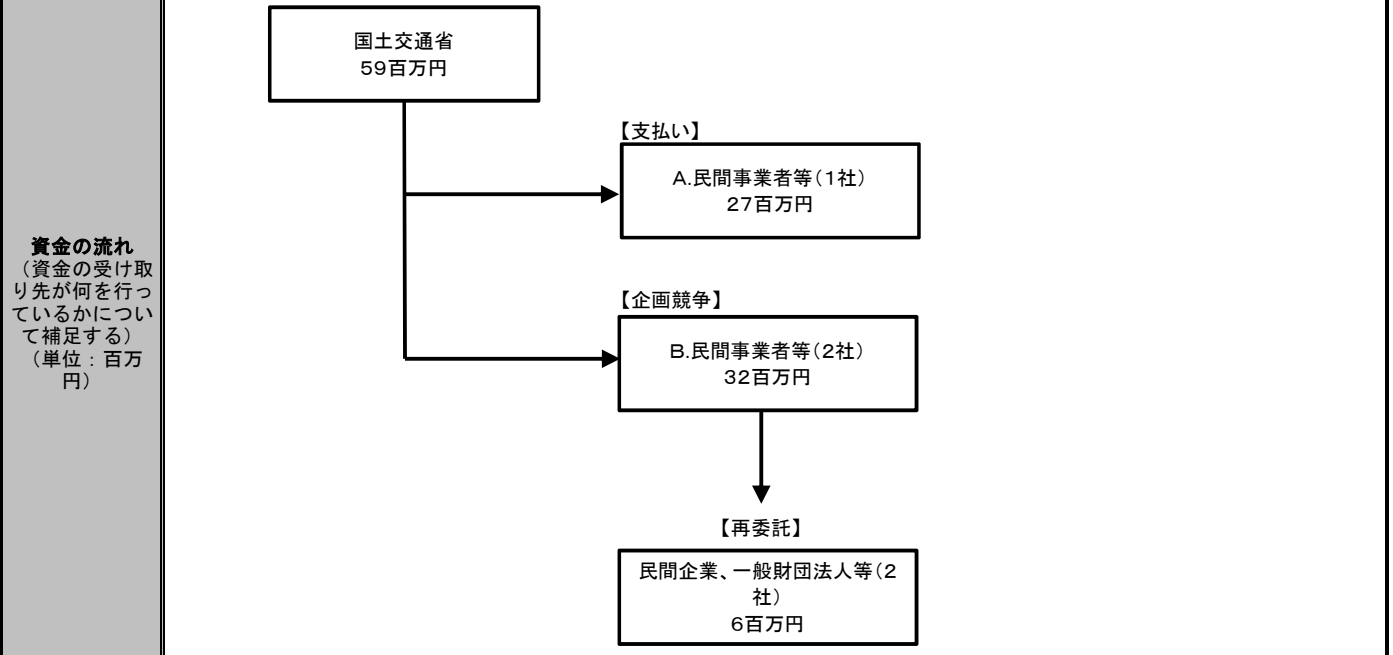 資金の流れ
（資金の受け取
り先が何を行っ
ているかについ
て補足する）
（単位：百万
円）
国土交通省
59百万円
【支払い】
A.民間事業者等（1社）
27百万円
【企画競争】
B.民間事業者等（2社）
32百万円
【再委託】
民間企業、一般財団法人等（2
社）
6百万円